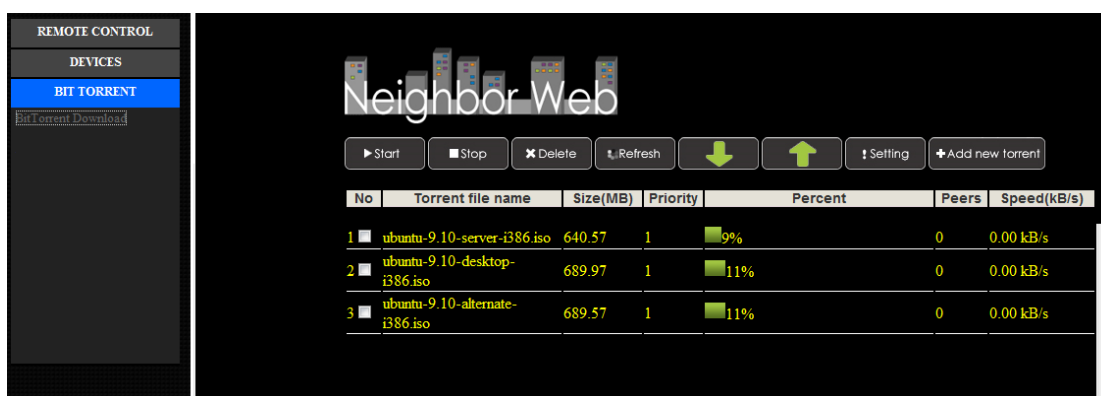 REMOTE CONTROL
DEVICES
BIT TORRENT
BitTorrent Download
Neighbor Web
Start Stop Delete Refresh Setting Add new torrent
No Torrent file name Size(MB) Priority Percent Peers Speed(kB/s)
1 ubuntu-9.10-server-i386.iso 640.57 1 9% 0 0.00 kB/s
2 ubuntu-9.10-desktop-
i386.iso 689.97 1 11% 0 0.00 kB/s
3 ubuntu-9.10-alternate-
i386.iso 689.57 1 11% 0 0.00 kB/s